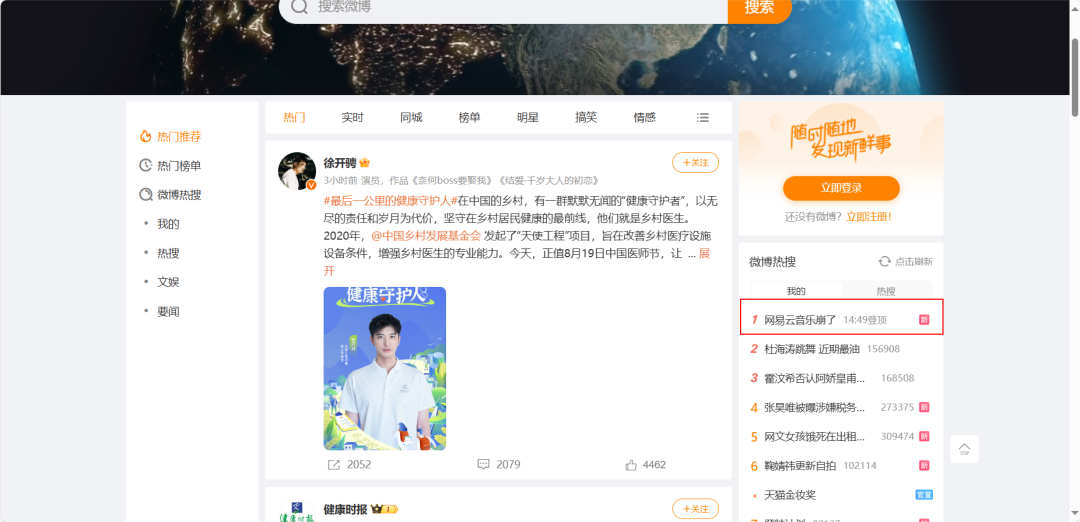 搜索微博
搜索
热门推荐
热门榜单
微博热搜
我的
热搜
文娱
要闻
热门 实时 同城 榜单 明星 搞笑 情感
徐开骋
+关注
3小时前 演员，作品《奈何boss要娶我》《结爱·千岁大人的初恋》
#最后一公里的健康守护人#在中国的乡村，有一群默默无闻的“健康守护者”，以无
尽的责任和岁月为代价，坚守在乡村居民健康的最前线，他们就是乡村医生。
2020年，@中国乡村发展基金会 发起了“天使工程”项目，旨在改善乡村医疗设施
设备条件，增强乡村医生的专业能力。今天，正值8月19日中国医师节，让 ... 展
开
健康守护人
2052 2079 4462
健康时报
+关注
健康时报
随时随地
发现新鲜事
立即登录
还没有微博？立即注册!
微博热搜 点击刷新
我的 热搜
1 网易云音乐崩了 14:49登顶 新
2 杜海涛跳舞 近期最油 156908
3 霍汶希否认阿娇皇甫... 168508
4 张昊唯被曝涉嫌税务... 273375 新
5 网文女孩饿死在出租... 309474 新
6 鞠婧祎更新自拍 102114 新
天猫金妆奖 官宣
TOP